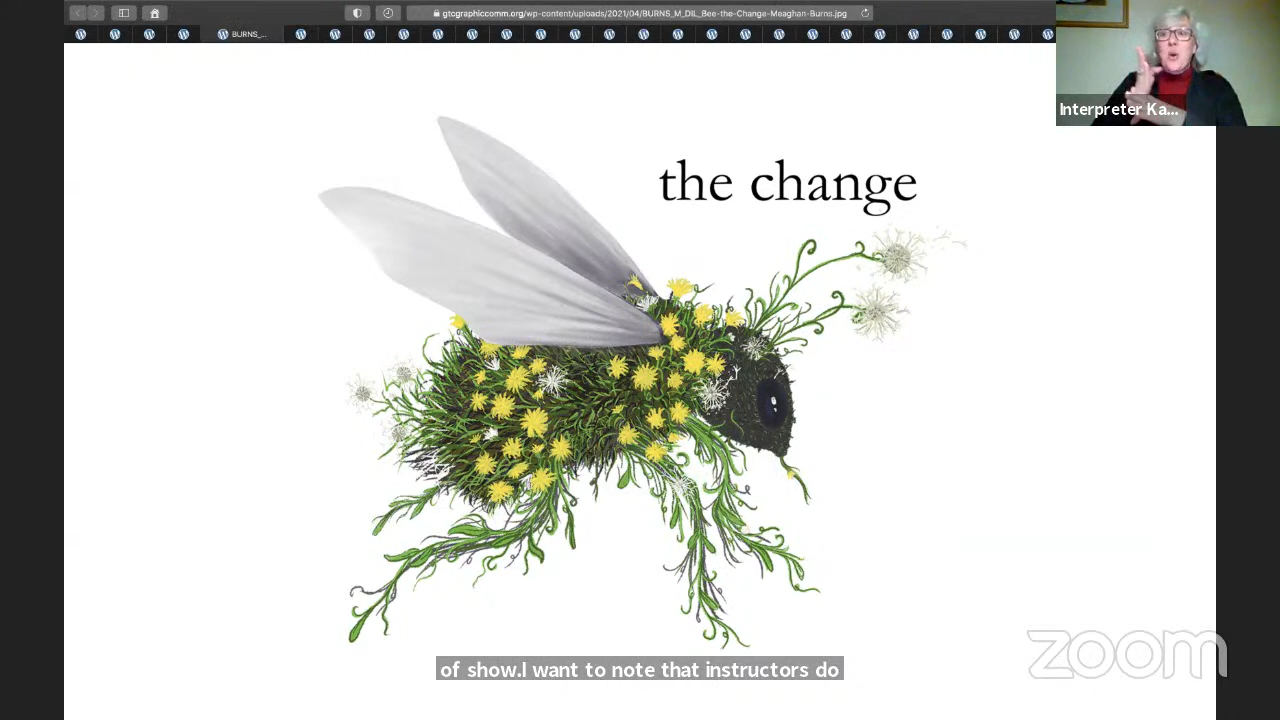 gtcgraphiccomm.org/wp-content/uploads/2021/04/BURNS_M_DIL_Bee-the-Change-Meaghan-Burns.jpg
BURNS_...
Interpreter Ka...
the change
zoom
of show.I want to note that instructors do